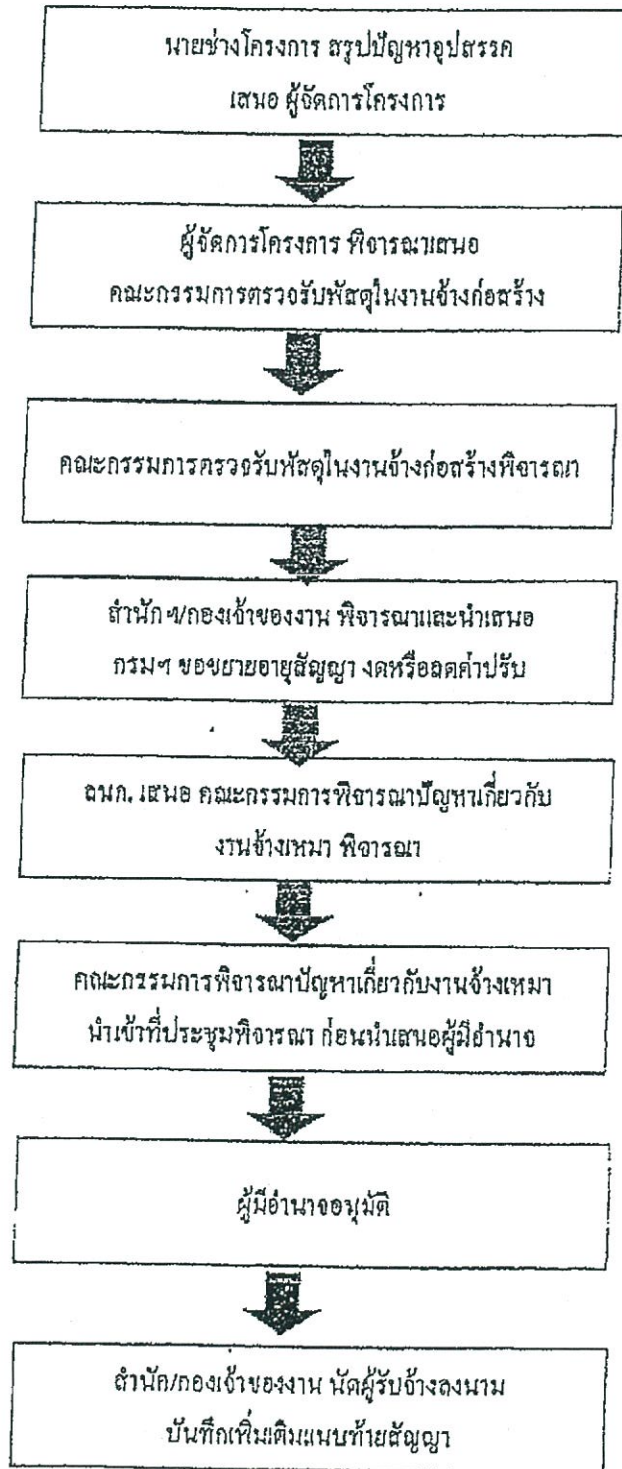 นายช่างโครงการ สรุปปัญหาอุปสรรค
เสนอ ผู้จัดการโครงการ
ผู้จัดการโครงการ พิจารณาเสนอ
คณะกรรมการตรวจรับพัสดุในงานจ้างก่อสร้าง
คณะกรรมการตรวจรับพัสดุในงานจ้างก่อสร้างพิจารณา
สำนักฯ/กองเจ้าของงาน พิจารณาและนำเสนอ
กรมฯ ขอขยายอายุสัญญา งดหรือลดค่าปรับ
ลนก. เสนอ คณะกรรมการพิจารณาปัญหาเกี่ยวกับ
งานจ้างเหมา พิจารณา
คณะกรรมการพิจารณาปัญหาเกี่ยวกับงานจ้างเหมา
นำเข้าที่ประชุมพิจารณา ก่อนนำเสนอผู้มีอำนาจ
ผู้มีอำนาจอนุมัติ
สำนัก/กองเจ้าของงาน นัดผู้รับจ้างลงนาม
บันทึกเพิ่มเติมแนบท้ายสัญญา